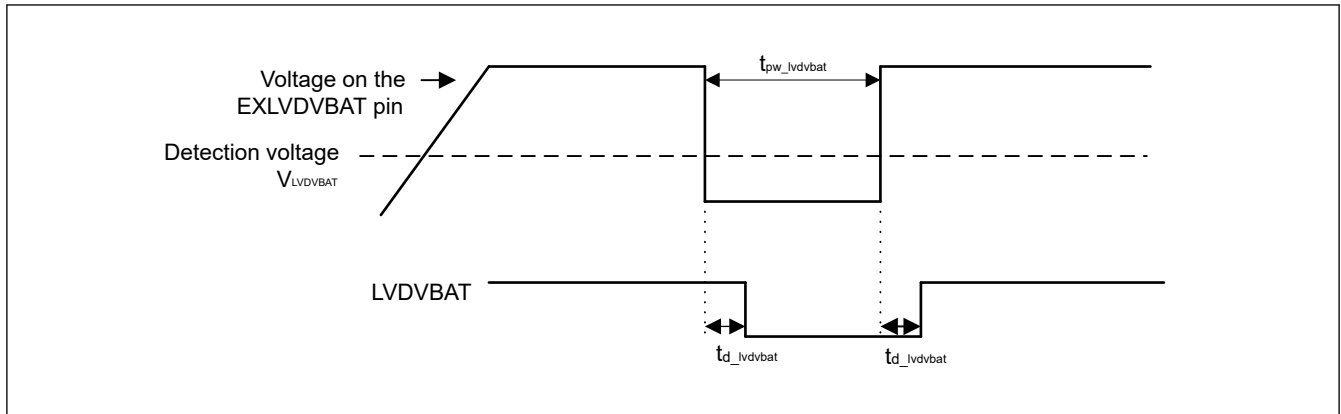 tpw_lvdvbat
Voltage on the
EXLVDVBAT pin
Detection voltage
VLVDVBAT
LVDVBAT
td_lvdvbat
td_lvdvbat